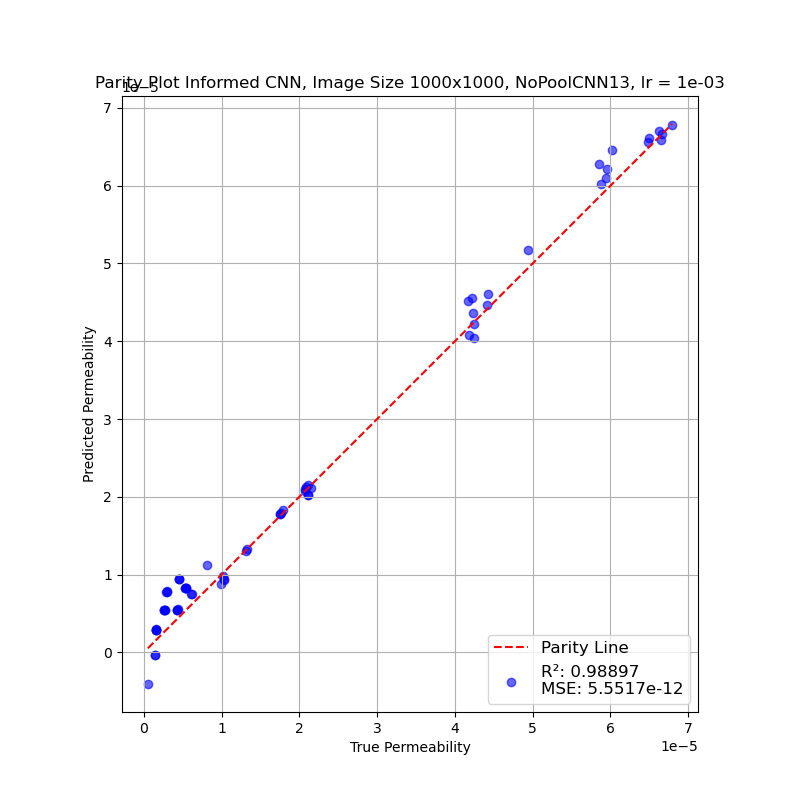 Parity Plot Informed CNN, Image Size 1000x1000, NoPoolCNN13, lr = 1e-03
1e−5
7
6
5
4
3
2
1
0
Predicted Permeability
Parity Line
R²: 0.98897
MSE: 5.5517e-12
0 1 2 3 4 5 6 7
1e−5
True Permeability